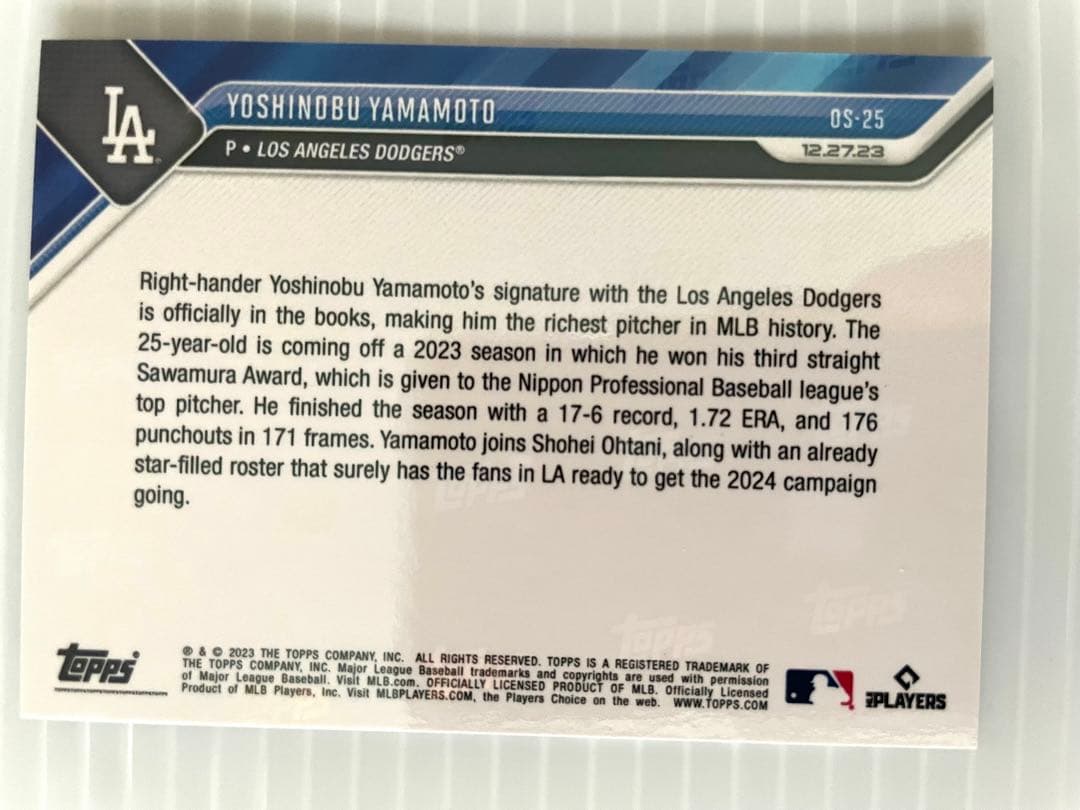 LA
YOSHINOBU YAMAMOTO
OS-25
P • LOS ANGELES DODGERS®
12.27.23
Right-hander Yoshinobu Yamamoto's signature with the Los Angeles Dodgers
is officially in the books, making him the richest pitcher in MLB history. The
25-year-old is coming off a 2023 season in which he won his third straight
Sawamura Award, which is given to the Nippon Professional Baseball league's
top pitcher. He finished the season with a 17-6 record, 1.72 ERA, and 176
punchouts in 171 frames. Yamamoto joins Shohei Ohtani, along with an already
star-filled roster that surely has the fans in LA ready to get the 2024 campaign
going.
topps
topps
topps
topps
® & © 2023 THE TOPPS COMPANY, INC. ALL RIGHTS RESERVED. TOPPS IS A REGISTERED TRADEMARK OF
THE TOPPS COMPANY, INC. Major League Baseball trademarks and copyrights are used with permission
of Major League Baseball. Visit MLB.com. OFFICIALLY LICENSED PRODUCT OF MLB. Officially Licensed
Product of MLB Players, Inc. Visit MLBPLAYERS.COM, the Players Choice on the web. WWW.TOPPS.COM
MLB PLAYERS